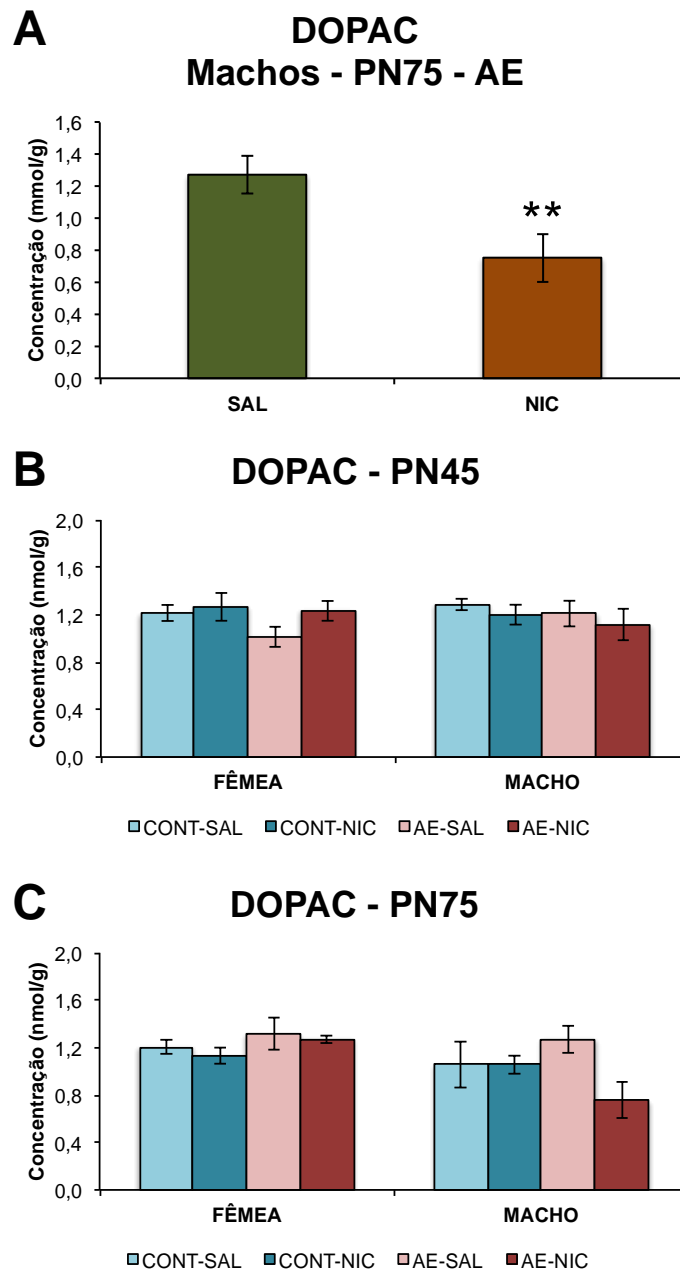 A
DOPAC
Machos - PN75 - AE
Concentração (mmol/g)
1,6
1,4
1,2
1,0
0,8
0,6
0,4
0,2
0,0
**
SAL NIC
B
DOPAC - PN45
Concentração (nmol/g)
2,0
1,6
1,2
0,8
0,4
0,0
FÊMEA MACHO
CONT-SAL CONT-NIC AE-SAL AE-NIC
C
DOPAC - PN75
Concentração (nmol/g)
2,0
1,6
1,2
0,8
0,4
0,0
FÊMEA MACHO
CONT-SAL CONT-NIC AE-SAL AE-NIC